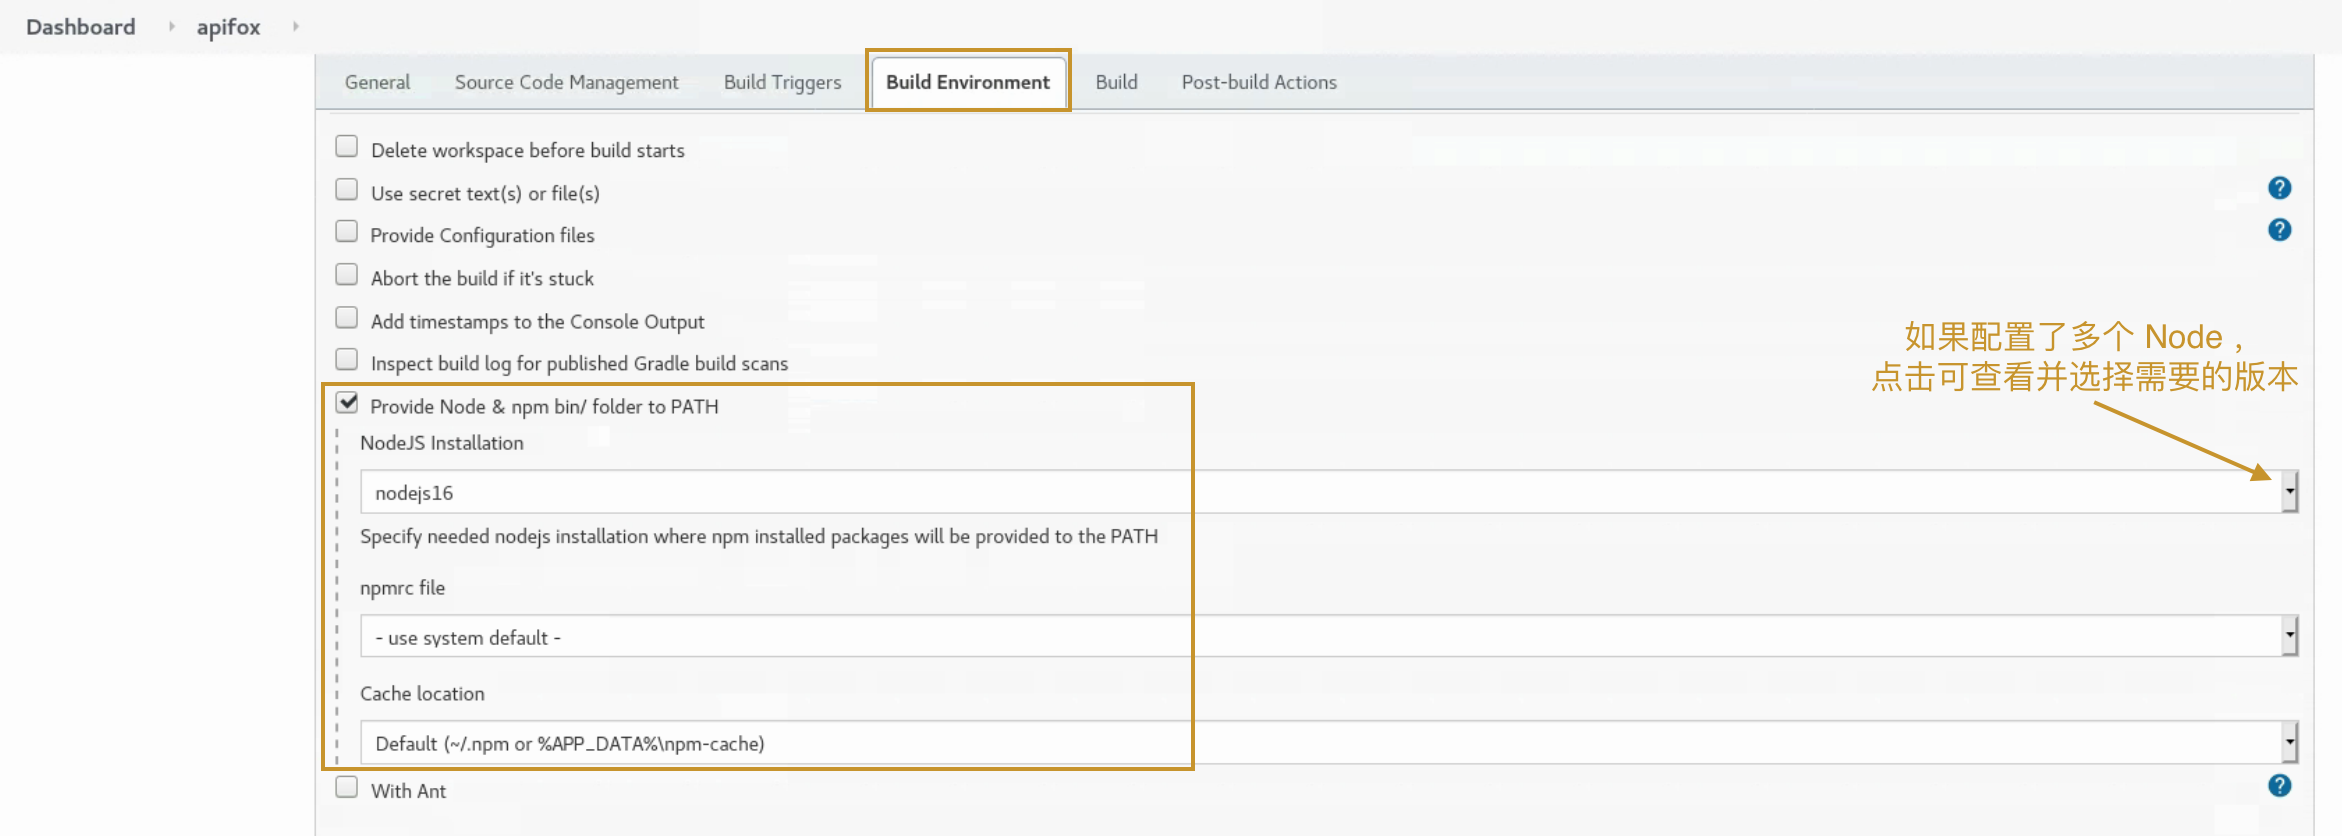 Dashboard apifox
General Source Code Management Build Triggers Build Environment Build Post-build Actions
Delete workspace before build starts
Use secret text(s) or file(s)
Provide Configuration files
Abort the build if it's stuck
Add timestamps to the Console Output
Inspect build log for published Gradle build scans
如果配置了多个 Node ，
点击可查看并选择需要的版本
Provide Node & npm bin/ folder to PATH
NodeJS Installation
nodejs16
Specify needed nodejs installation where npm installed packages will be provided to the PATH
npmrc file
- use system default -
Cache location
Default (~/.npm or %APP_DATA%\npm-cache)
With Ant